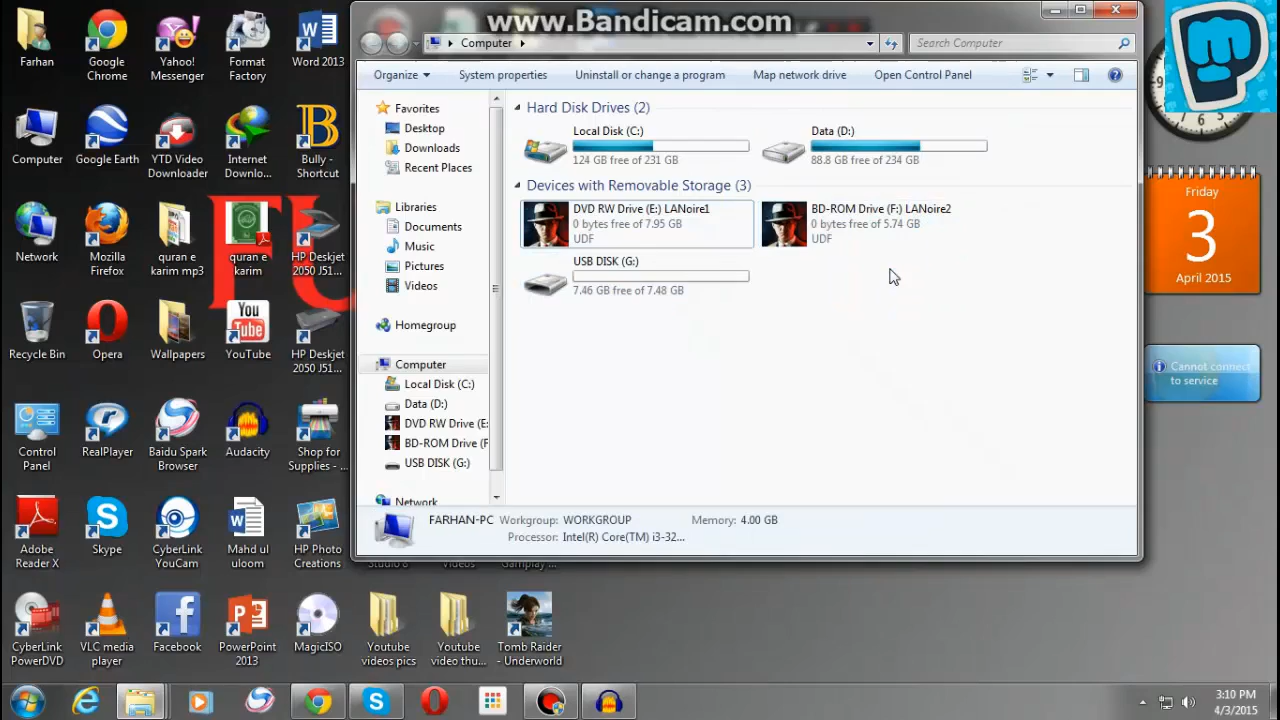 www.Bandicam.com
Computer
Search Computer
Organize
System properties
Uninstall or change a program
Map network drive
Open Control Panel
Favorites
Desktop
Downloads
Recent Places
Libraries
Documents
Music
Pictures
Videos
Homegroup
Computer
Local Disk (C:)
Data (D:)
DVD RW Drive (E:
BD-ROM Drive (F
USB DISK (G:)
Network
Hard Disk Drives (2)
Local Disk (C:)
124 GB free of 231 GB
Data (D:)
88.8 GB free of 234 GB
Devices with Removable Storage (3)
DVD RW Drive (E:) LANoire1
0 bytes free of 7.95 GB
UDF
BD-ROM Drive (F:) LANoire2
0 bytes free of 5.74 GB
UDF
USB DISK (G:)
7.46 GB free of 7.48 GB
FARHAN-PC
Workgroup: WORKGROUP
Memory: 4.00 GB
Processor: Intel(R) Core(TM) i3-32...
Farhan
Google
Chrome
Yahoo!
Messenger
Format
Factory
Word 2013
Computer
Google Earth
YTD Video
Downloader
Internet
Downlo...
Bully -
Shortcut
Network
Mozilla
Firefox
quran e
karim mp3
quran e
karim
HP Deskjet
2050 J51...
Recycle Bin
Opera
Wallpapers
You
Tube
YouTube
HP Deskjet
2050 J51...
Control
Panel
RealPlayer
Baidu Spark
Browser
Audacity
Shop for
Supplies - ...
Adobe
Reader X
Skype
CyberLink
YouCam
Mahd ul
uloom
HP Photo
Creations
Studio 8
Videos
Gameplay ...
CyberLink
PowerDVD
VLC media
player
Facebook
PowerPoint
2013
MagicISO
Youtube
videos pics
Youtube
video thu...
Tomb Raider
- Underworld
Friday
3
April 2015
Cannot connect
to service
3:10 PM
4/3/2015